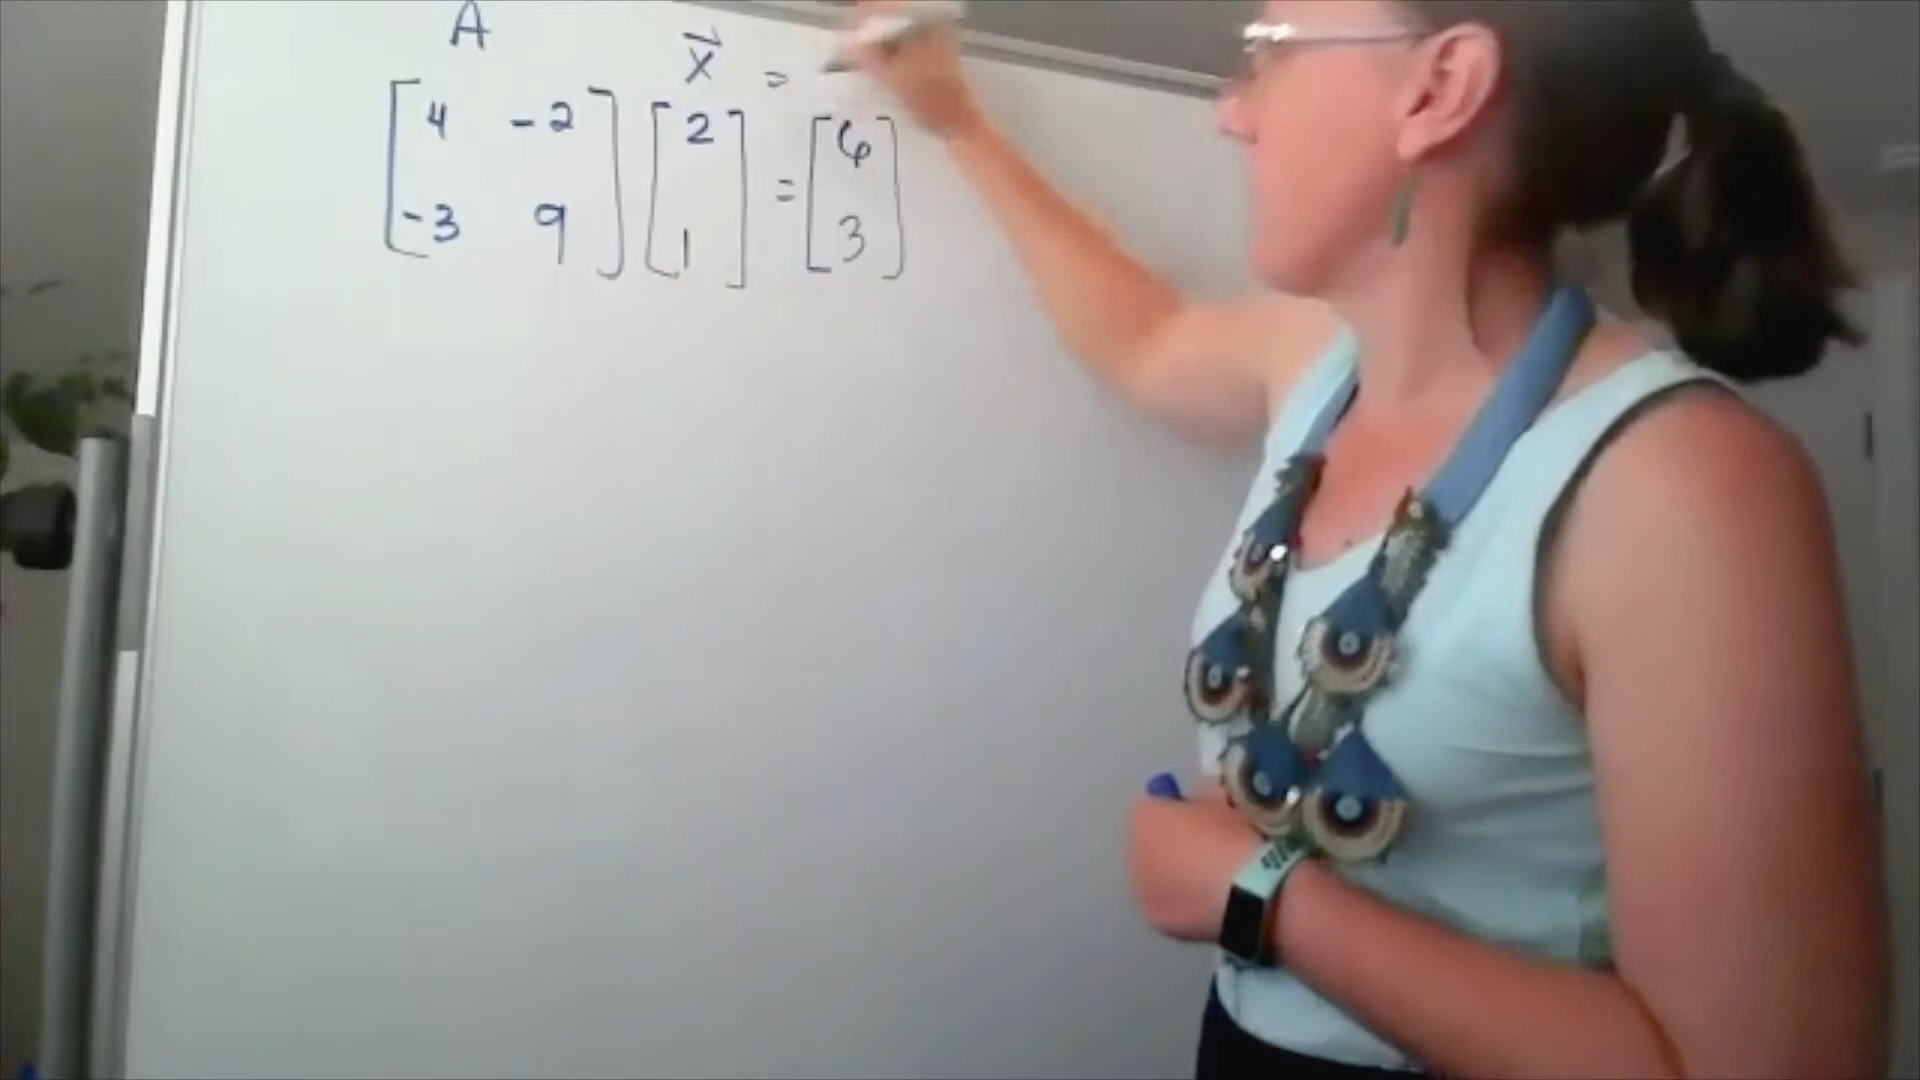 A x⃗ =
[4 -2] [2] = [6]
[-3 9] [1] [3]